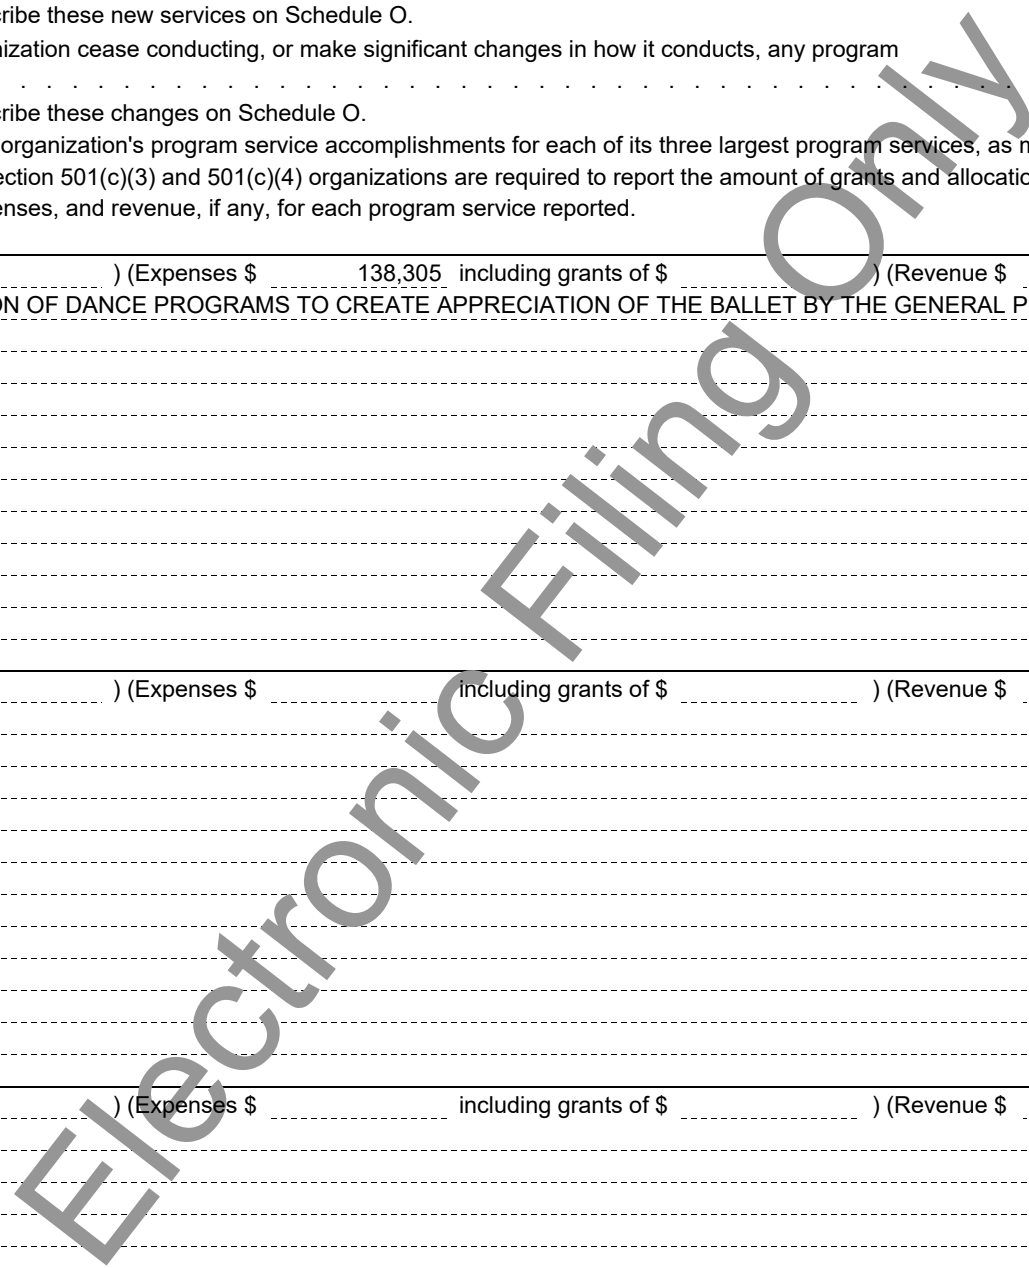 ribe these new services on Schedule O.
nization cease conducting, or make significant changes in how it conducts, any program
. . . . . . . . . . . . . . . . . . . . . . . . . . . . . . . . . . . . . . .
ribe these changes on Schedule O.
organization's program service accomplishments for each of its three largest program services, as m
ection 501(c)(3) and 501(c)(4) organizations are required to report the amount of grants and allocatio
enses, and revenue, if any, for each program service reported.
) (Expenses $ 138,305 including grants of $ ) (Revenue $
ON OF DANCE PROGRAMS TO CREATE APPRECIATION OF THE BALLET BY THE GENERAL P
) (Expenses $ including grants of $ ) (Revenue $
) (Expenses $ including grants of $ ) (Revenue $
Electronic Filing Only